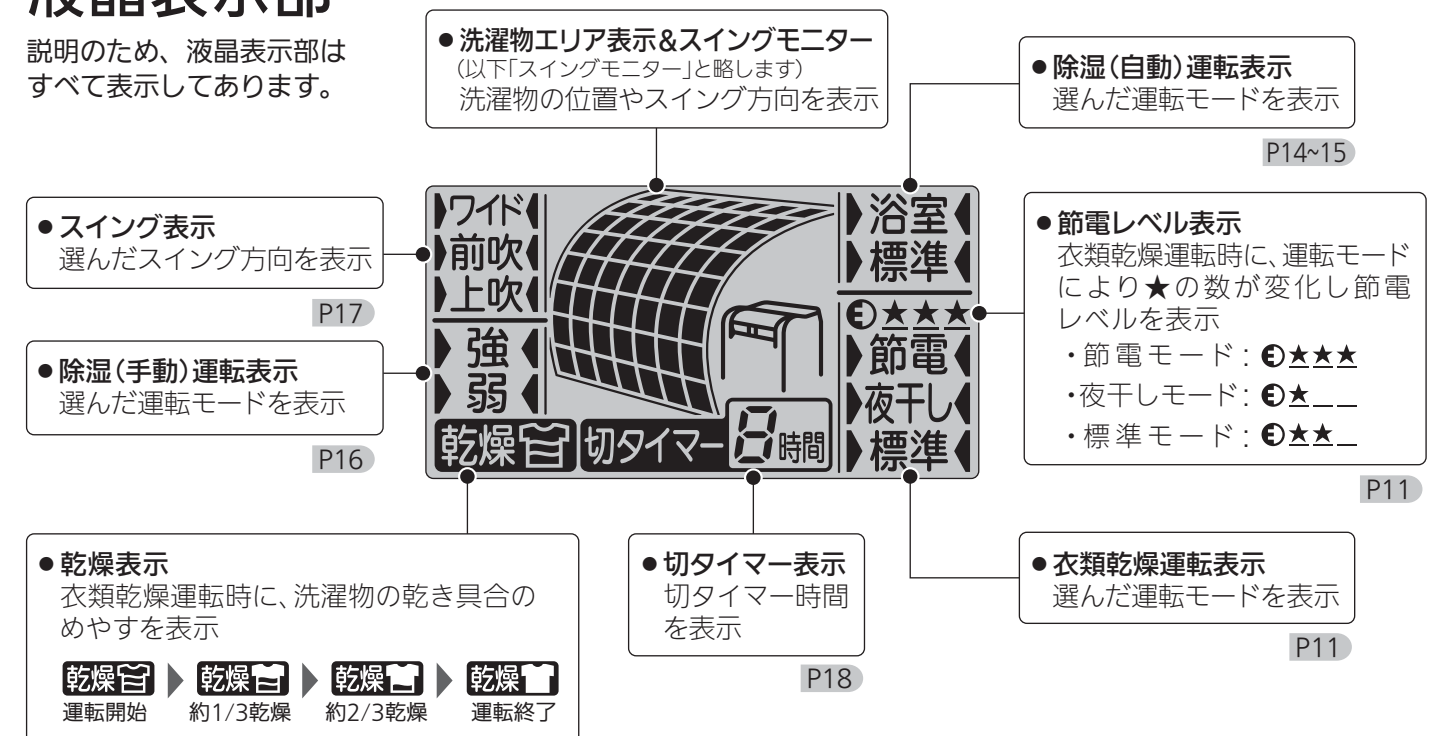 液晶表示部
説明のため、液晶表示部は
すべて表示してあります。
●洗濯物エリア表示&スイングモニター
(以下「スイングモニター」と略します)
洗濯物の位置やスイング方向を表示
●除湿(自動)運転表示
選んだ運転モードを表示
P14~15
●スイング表示
選んだスイング方向を表示
P17
●除湿(手動)運転表示
選んだ運転モードを表示
P16
ワイド
前吹
上吹
強
弱
乾燥
切タイマー 8時間
浴室
標準
★★★
節電
夜干し
標準
●節電レベル表示
衣類乾燥運転時に、運転モード
により★の数が変化し節電
レベルを表示
・節電モード:★★★
・夜干しモード:★__
・標準モード:★★_
P11
●乾燥表示
衣類乾燥運転時に、洗濯物の乾き具合の
めやすを表示
乾燥 乾燥 乾燥 乾燥
運転開始 約1/3乾燥 約2/3乾燥 運転終了
●切タイマー表示
切タイマー時間
を表示
P18
●衣類乾燥運転表示
選んだ運転モードを表示
P11